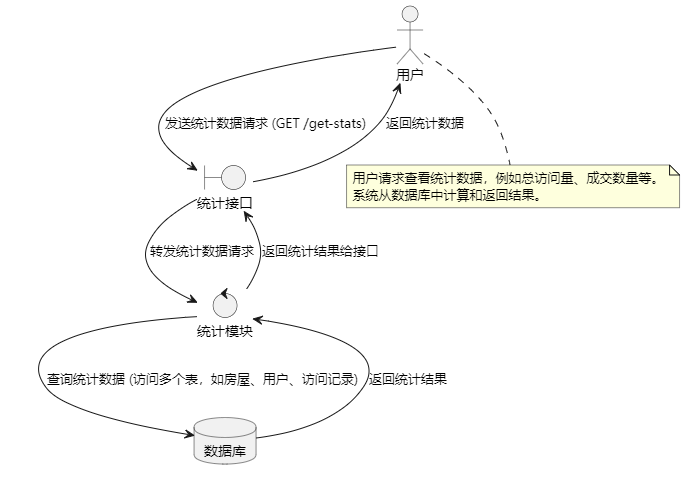 用户
发送统计数据请求 (GET /get-stats)
返回统计数据
用户请求查看统计数据，例如总访问量、成交数量等。
系统从数据库中计算和返回结果。
统计接口
转发统计数据请求
返回统计结果给接口
统计模块
查询统计数据 (访问多个表，如房屋、用户、访问记录)
返回统计结果
数据库